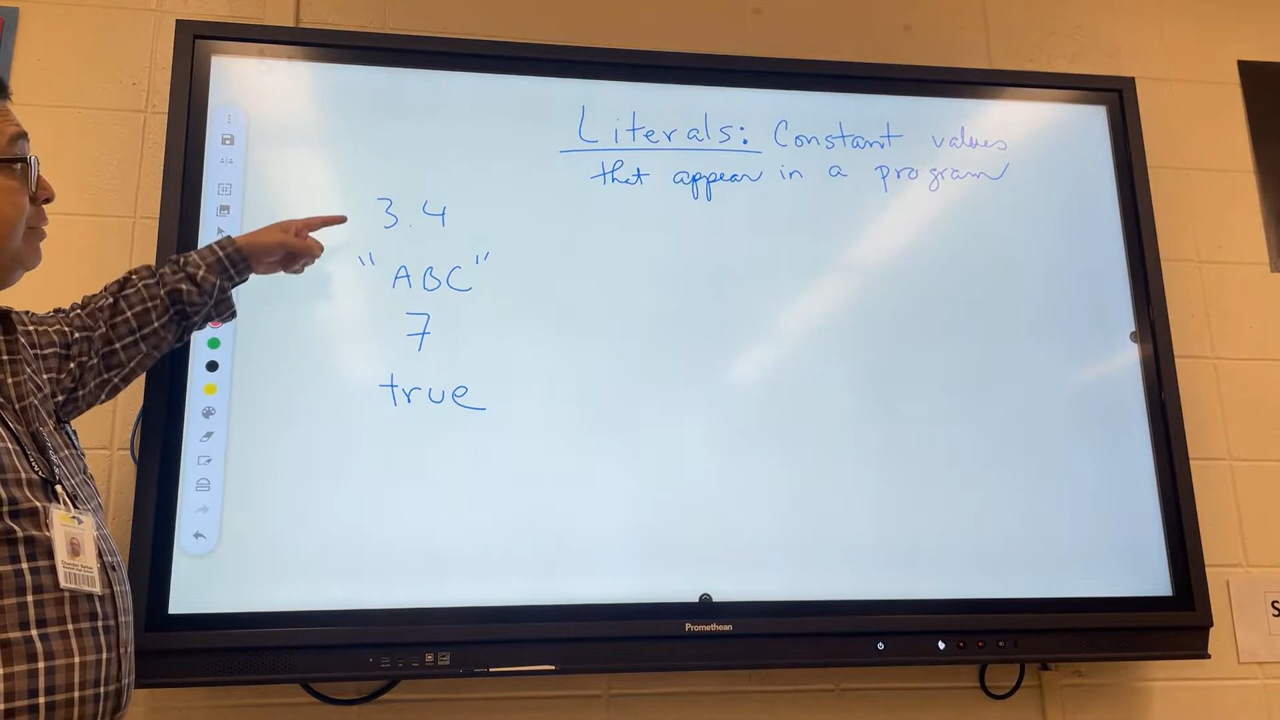 Literals: Constant values
that appear in a program
3.4
"ABC"
7
true
Promethean